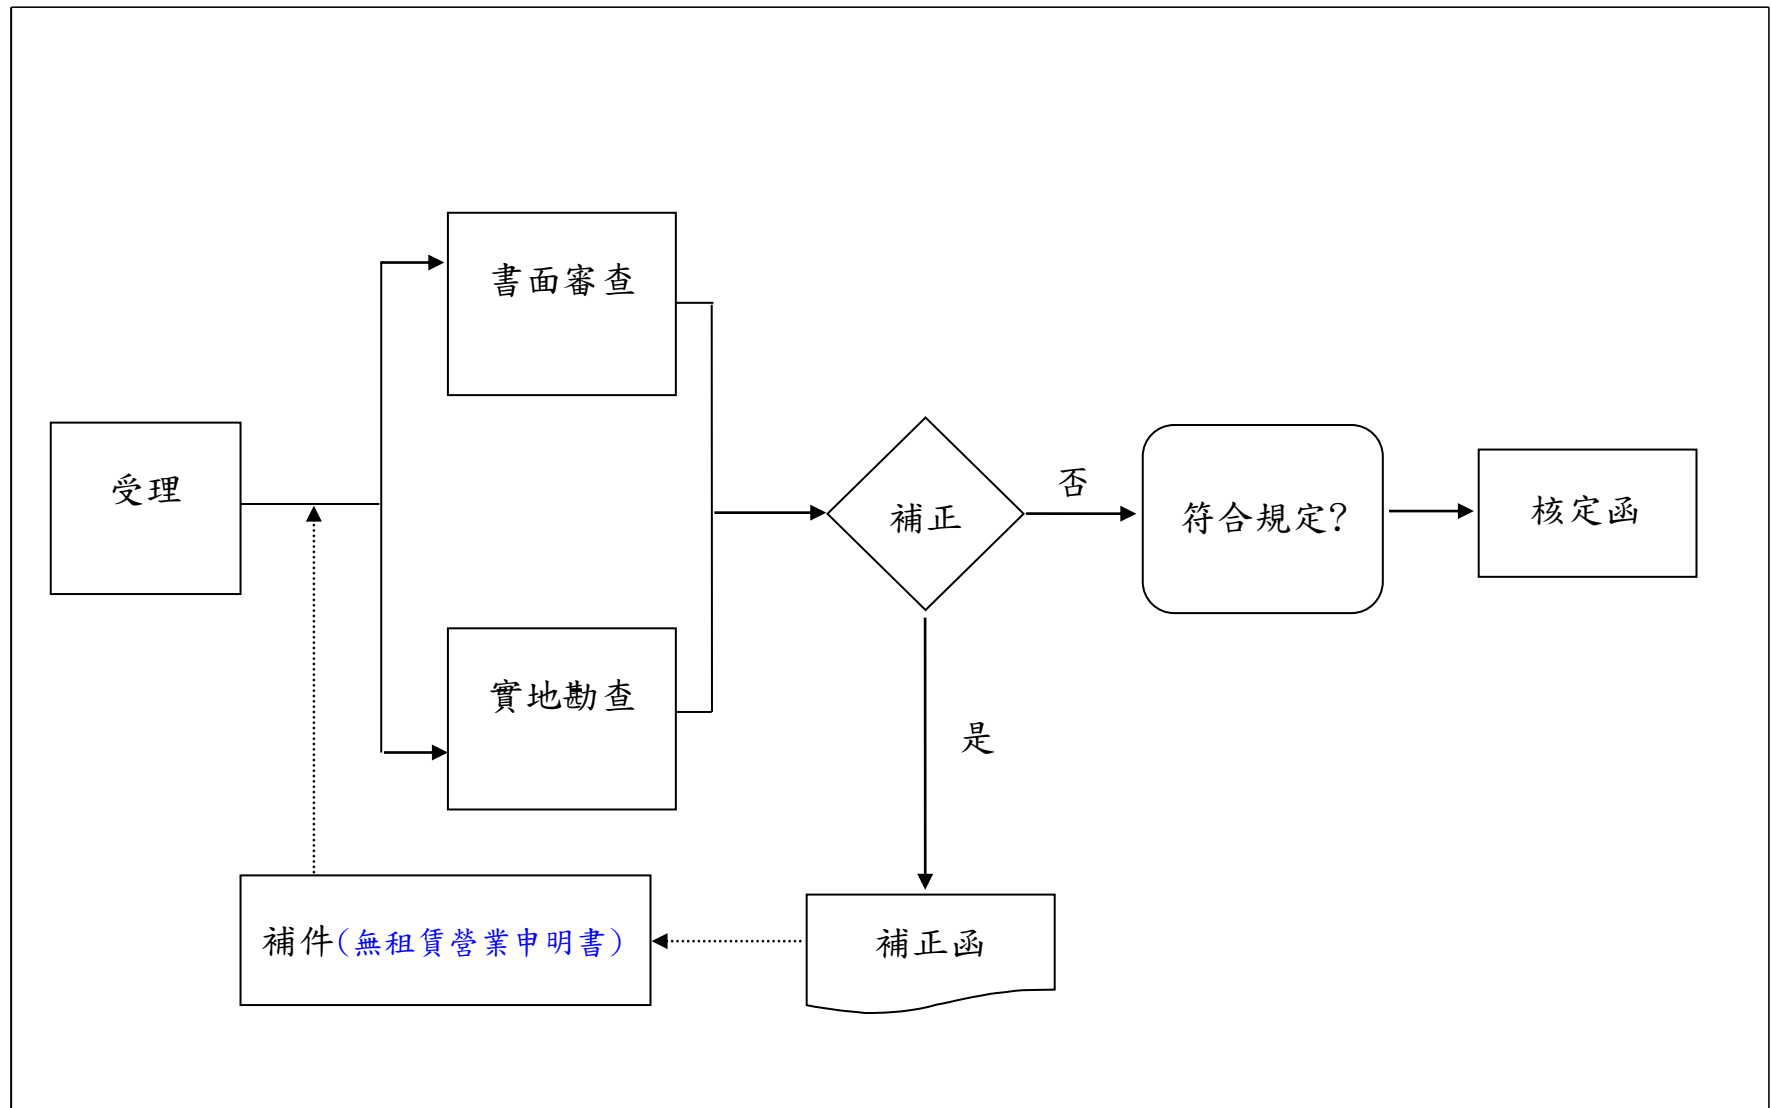 書面審查
受理
否
補正
符合規定?
核定函
實地勘查
是
補件(無租賃營業申明書)
補正函